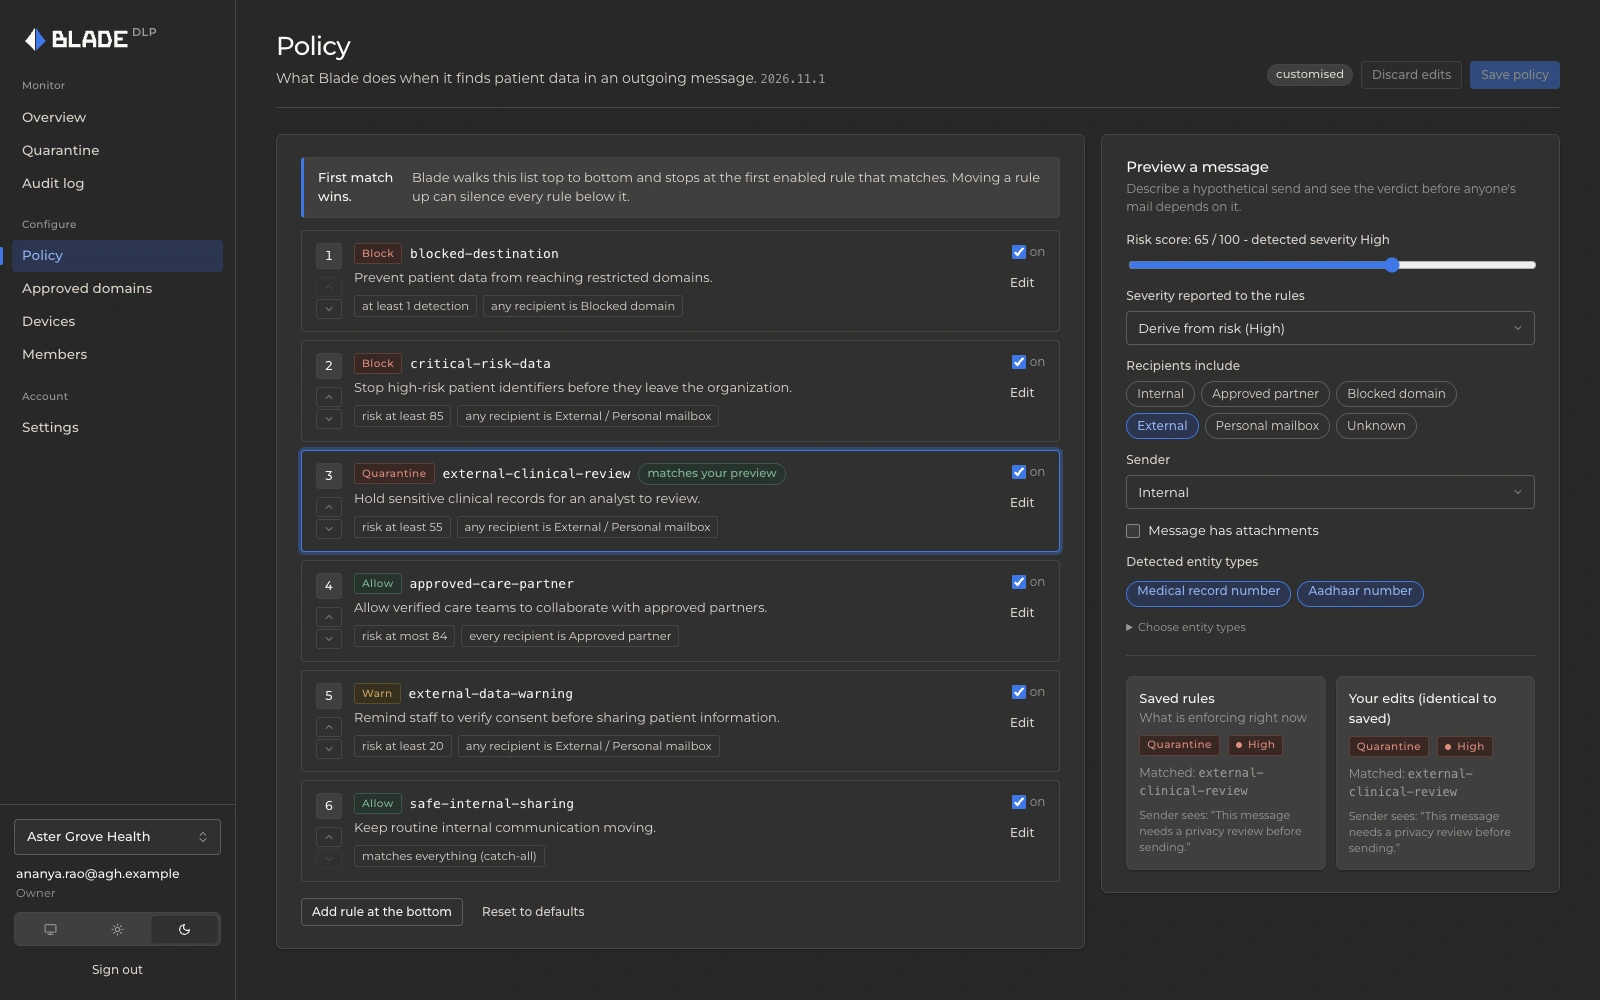 BLADE DLP
Monitor
Overview
Quarantine
Audit log
Configure
Policy
Approved domains
Devices
Members
Account
Settings
Aster Grove Health
ananya.rao@agh.example
Owner
Sign out
Policy
What Blade does when it finds patient data in an outgoing message. 2026.11.1
customised
Discard edits
Save policy
First match
wins.
Blade walks this list top to bottom and stops at the first enabled rule that matches. Moving a rule
up can silence every rule below it.
1 Block blocked-destination on
Prevent patient data from reaching restricted domains. Edit
at least 1 detection any recipient is Blocked domain
2 Block critical-risk-data on
Stop high-risk patient identifiers before they leave the organization. Edit
risk at least 85 any recipient is External / Personal mailbox
3 Quarantine external-clinical-review matches your preview on
Hold sensitive clinical records for an analyst to review. Edit
risk at least 55 any recipient is External / Personal mailbox
4 Allow approved-care-partner on
Allow verified care teams to collaborate with approved partners. Edit
risk at most 84 every recipient is Approved partner
5 Warn external-data-warning on
Remind staff to verify consent before sharing patient information. Edit
risk at least 20 any recipient is External / Personal mailbox
6 Allow safe-internal-sharing on
Keep routine internal communication moving. Edit
matches everything (catch-all)
Add rule at the bottom Reset to defaults
Preview a message
Describe a hypothetical send and see the verdict before anyone's
mail depends on it.
Risk score: 65 / 100 - detected severity High
Severity reported to the rules
Derive from risk (High)
Recipients include
Internal Approved partner Blocked domain
External Personal mailbox Unknown
Sender
Internal
Message has attachments
Detected entity types
Medical record number Aadhaar number
Choose entity types
Saved rules
What is enforcing right now
Quarantine High
Matched: external-
clinical-review
Sender sees: "This message
needs a privacy review before
sending."
Your edits (identical to
saved)
Quarantine High
Matched: external-
clinical-review
Sender sees: "This message
needs a privacy review before
sending."